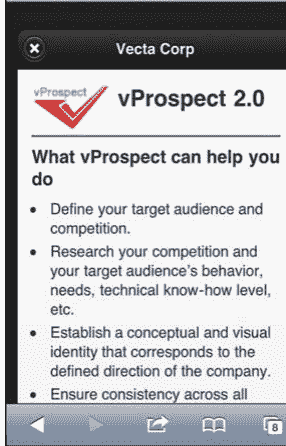 Vecta Corp
vProspect
vProspect 2.0
What vProspect can help you
do
• Define your target audience and
competition.
• Research your competition and
your target audience's behavior,
needs, technical know-how level,
etc.
• Establish a conceptual and visual
identity that corresponds to the
defined direction of the company.
• Ensure consistency across all
8